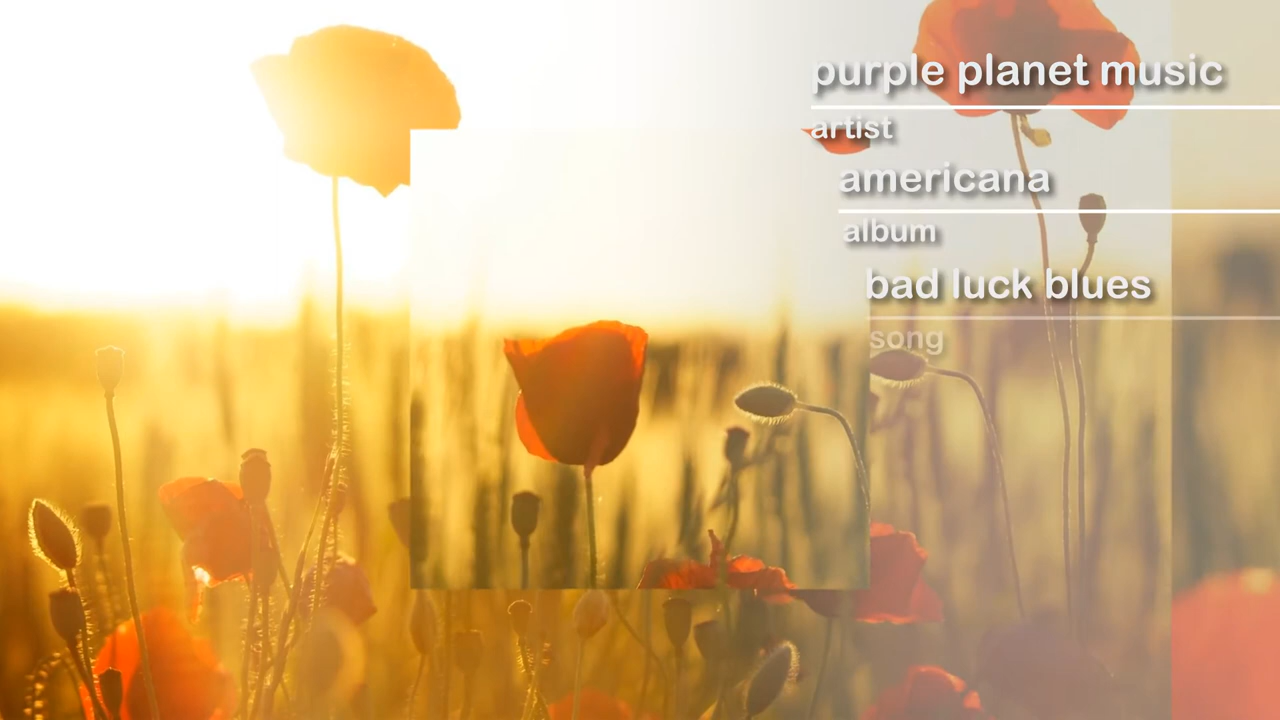 purple planet music
artist
americana
album
bad luck blues
song